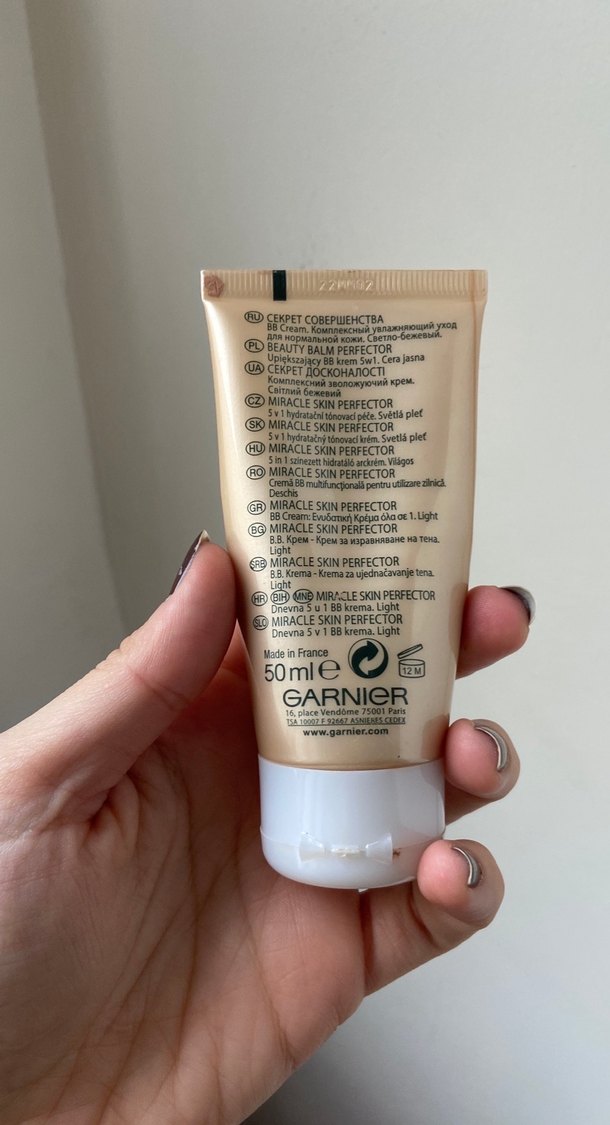 RU СЕКРЕТ СОВЕРШЕНСТВА
BB Cream. Комплексный увлажняющий уход
для нормальной кожи. Светло-бежевый.
PL BEAUTY BALM PERFECTOR
Upiększający BB krem 5w1. Cera jasna
UA СЕКРЕТ ДОСКОНАЛОСТІ
Комплексний зволожуючий крем.
Світлий бежевий
CZ MIRACLE SKIN PERFECTOR
5 v 1 hydratační tónovací péče. Světlá pleť
SK MIRACLE SKIN PERFECTOR
5 v 1 hydratačný tónovací krém. Svetlá pleť
HU MIRACLE SKIN PERFECTOR
5 in 1 színezett hidratáló arckrém. Világos
RO MIRACLE SKIN PERFECTOR
Cremă BB multifuncţională pentru utilizare zilnică.
Deschis
GR MIRACLE SKIN PERFECTOR
BB Cream: Ενυδατική Κρέμα όλα σε 1. Light
BG MIRACLE SKIN PERFECTOR
B.B. Крем - Крем за изравняване на тена.
Light
SRB MIRACLE SKIN PERFECTOR
B.B. Krema - Krema za ujednačavanje tena.
Light
HR BIH MNE MIRACLE SKIN PERFECTOR
Dnevna 5 u 1 BB krema. Light
SLO MIRACLE SKIN PERFECTOR
Dnevna 5 v 1 BB krema. Light
Made in France
50 ml e 12 M
GARNIER
16, place Vendôme 75001 Paris
TSA 10007 F 92667 ASNIERES CEDEX
www.garnier.com